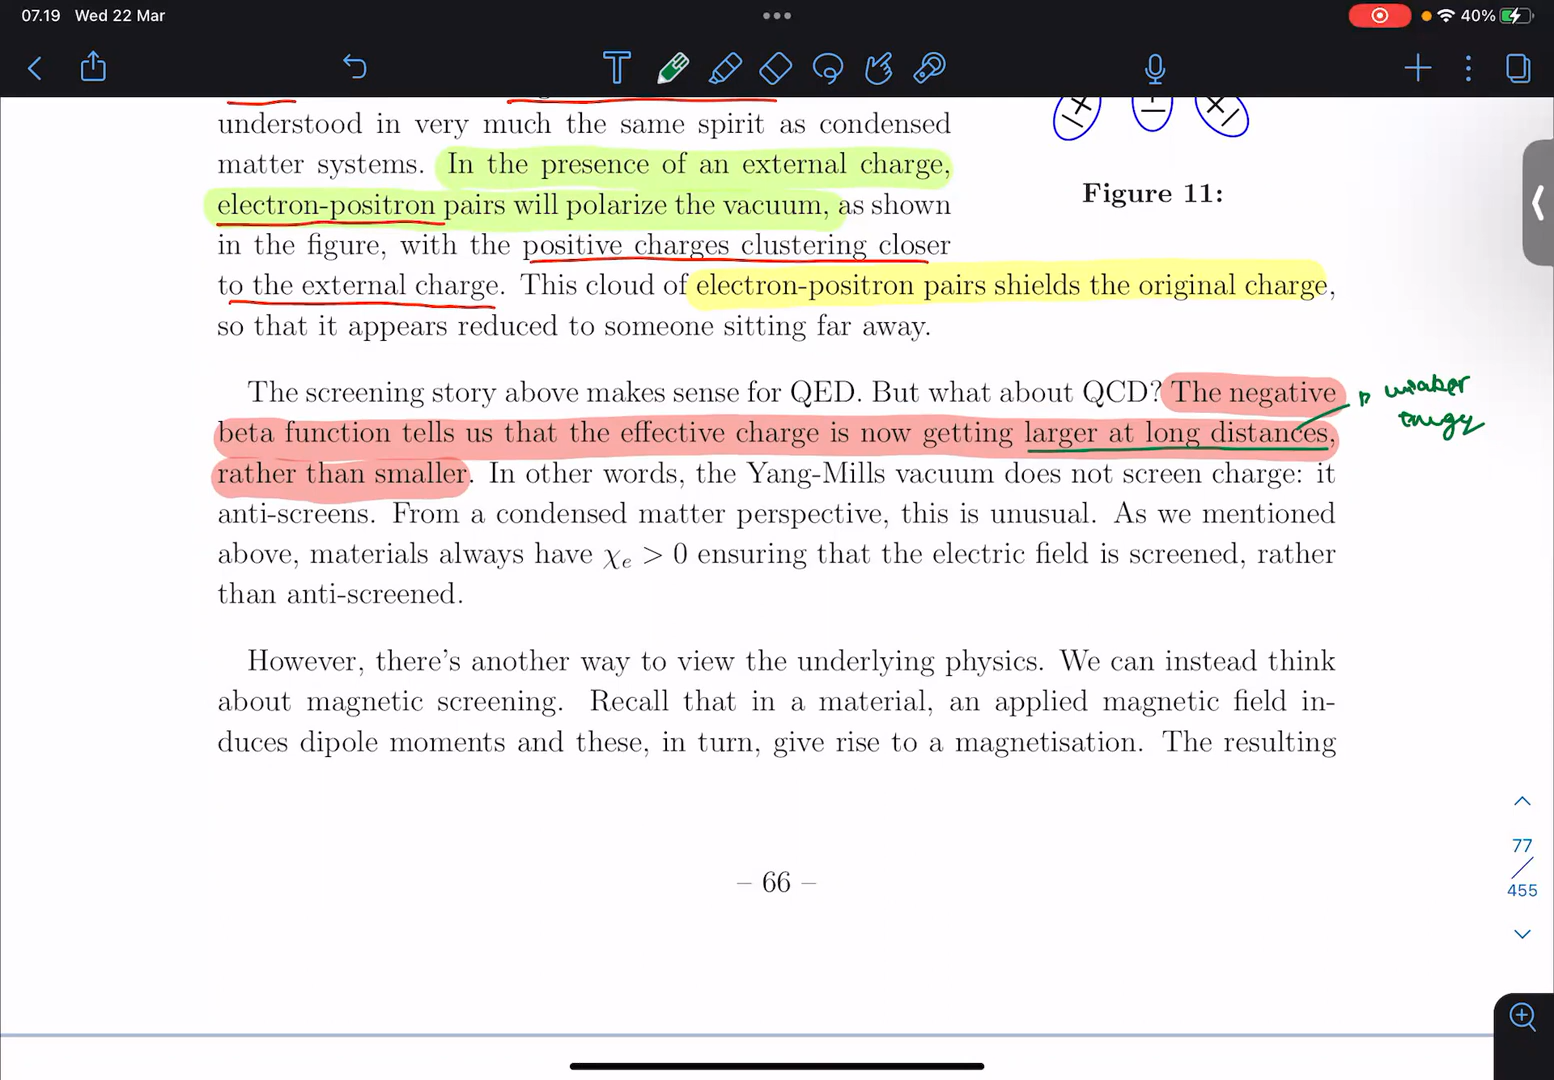 07.19 Wed 22 Mar
40%
understood in very much the same spirit as condensed
matter systems. In the presence of an external charge,
electron-positron pairs will polarize the vacuum, as shown
in the figure, with the positive charges clustering closer
to the external charge. This cloud of electron-positron pairs shields the original charge,
so that it appears reduced to someone sitting far away.
Figure 11:
The screening story above makes sense for QED. But what about QCD? The negative
beta function tells us that the effective charge is now getting larger at long distances,
rather than smaller. In other words, the Yang-Mills vacuum does not screen charge: it
anti-screens. From a condensed matter perspective, this is unusual. As we mentioned
above, materials always have χₑ > 0 ensuring that the electric field is screened, rather
than anti-screened.
weaker
However, there's another way to view the underlying physics. We can instead think
about magnetic screening. Recall that in a material, an applied magnetic field in-
duces dipole moments and these, in turn, give rise to a magnetisation. The resulting
– 66 –
77
455